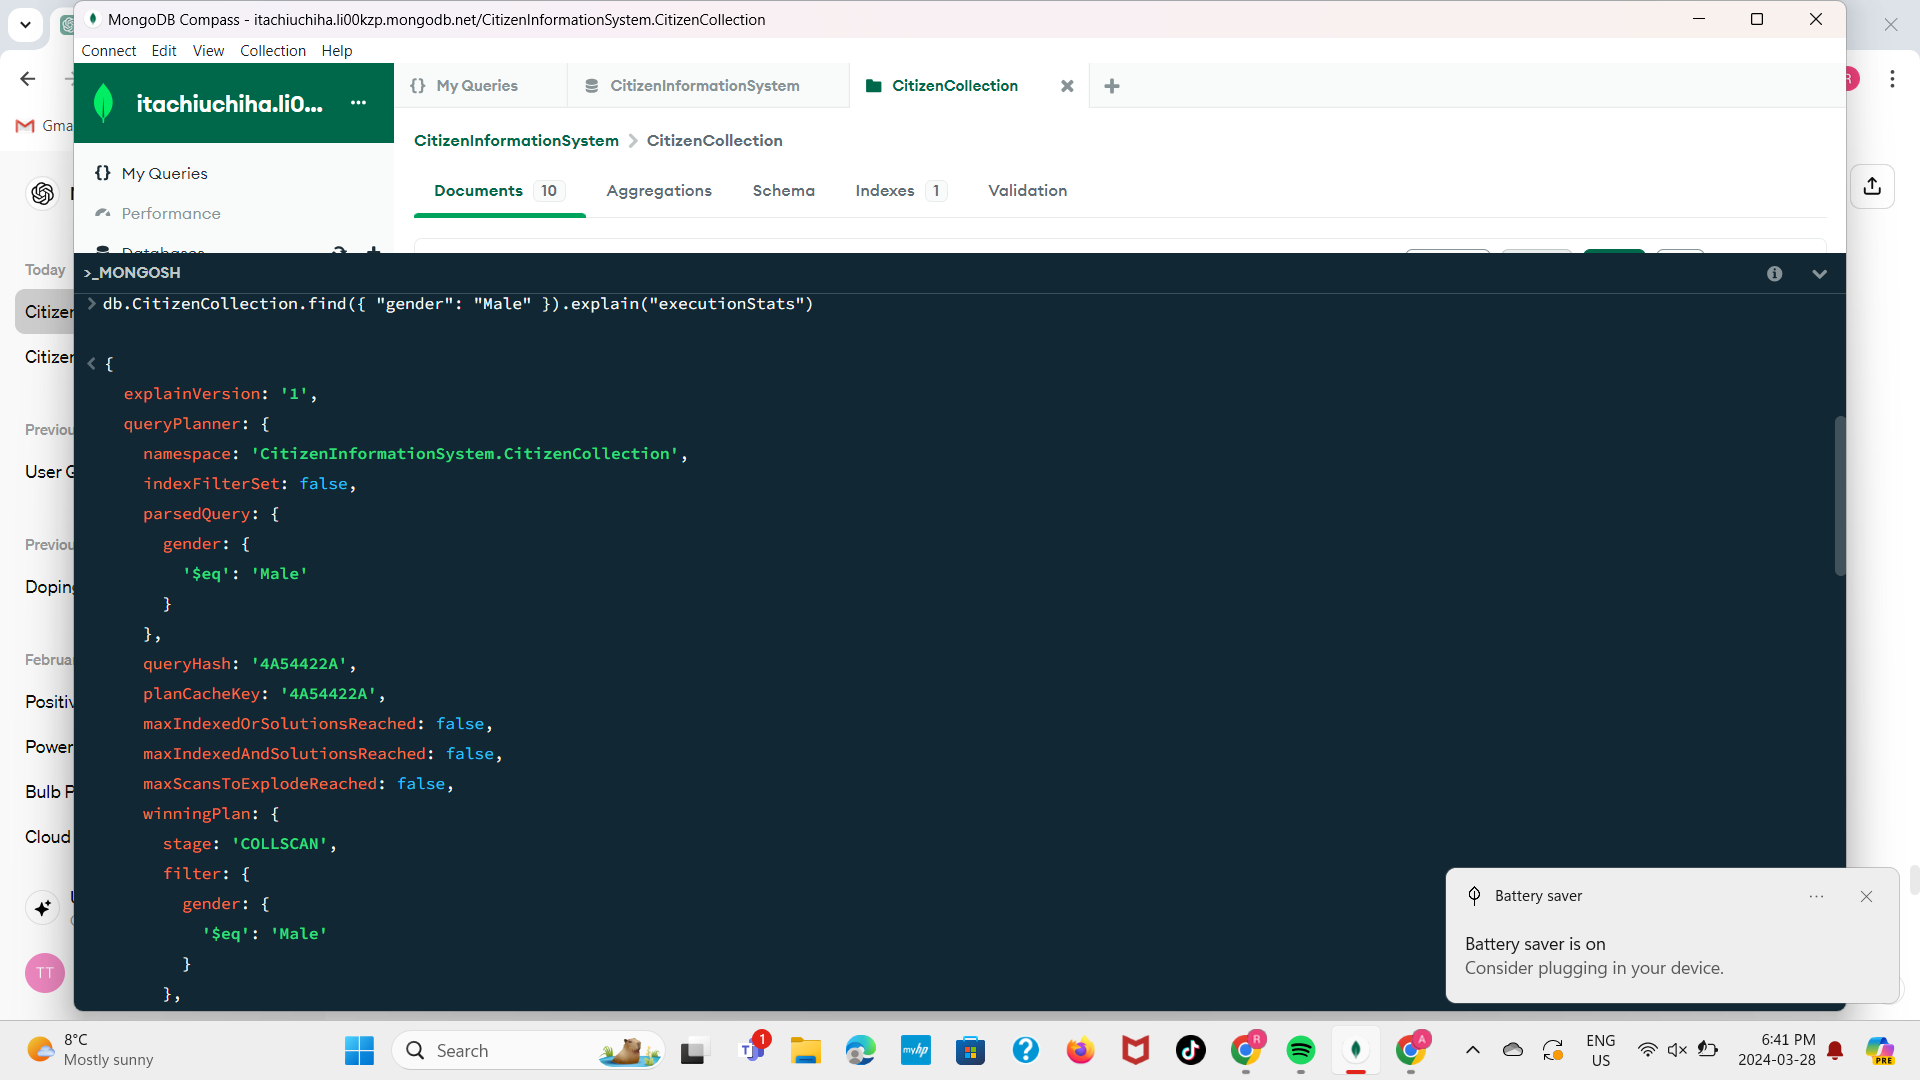 MongoDB Compass - itachiuchiha.li00kzp.mongodb.net/CitizenInformationSystem.CitizenCollection
Connect Edit View Collection Help
itachiuchiha.li0...
{} My Queries
CitizenInformationSystem
CitizenCollection
Gma
CitizenInformationSystem > CitizenCollection
{} My Queries
Documents 10 Aggregations Schema Indexes 1 Validation
Performance
Databases
>_MONGOSH
Today
Citizen
Citizen
Previou
User G
Previou
Doping
Februa
Positiv
Power
Bulb P
Cloud
TT
> db.CitizenCollection.find({ "gender": "Male" }).explain("executionStats")
< {
explainVersion: '1',
queryPlanner: {
namespace: 'CitizenInformationSystem.CitizenCollection',
indexFilterSet: false,
parsedQuery: {
gender: {
'$eq': 'Male'
}
},
queryHash: '4A54422A',
planCacheKey: '4A54422A',
maxIndexedOrSolutionsReached: false,
maxIndexedAndSolutionsReached: false,
maxScansToExplodeReached: false,
winningPlan: {
stage: 'COLLSCAN',
filter: {
gender: {
'$eq': 'Male'
}
},
Battery saver
Battery saver is on
Consider plugging in your device.
8°C
Mostly sunny
Search
1
myhp
R
A
ENG
US
6:41 PM
2024-03-28
PRE